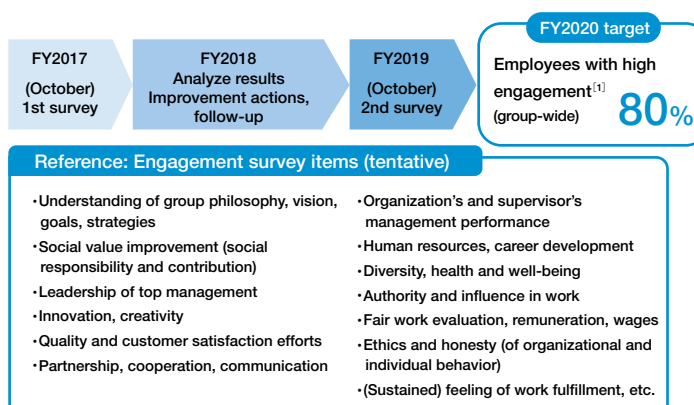 FY2017
(October)
1st survey
FY2018
Analyze results
Improvement actions,
follow-up
FY2019
(October)
2nd survey
FY2020 target
Employees with high
engagement[1]
(group-wide)
80%
Reference: Engagement survey items (tentative)
・Understanding of group philosophy, vision,
goals, strategies
・Social value improvement (social
responsibility and contribution)
・Leadership of top management
・Innovation, creativity
・Quality and customer satisfaction efforts
・Partnership, cooperation, communication
・Organization's and supervisor's
management performance
・Human resources, career development
・Diversity, health and well-being
・Authority and influence in work
・Fair work evaluation, remuneration, wages
・Ethics and honesty (of organizational and
individual behavior)
・(Sustained) feeling of work fulfillment, etc.